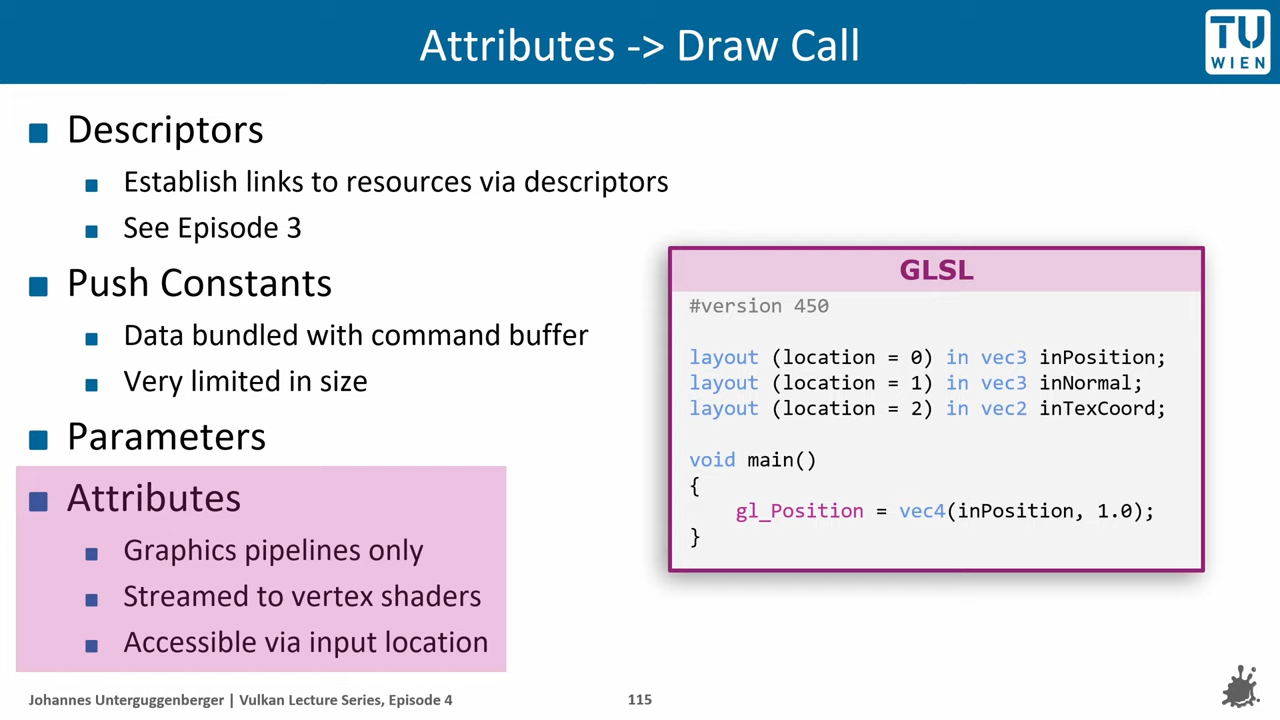 Attributes -> Draw Call
TU
WIEN
Descriptors
Establish links to resources via descriptors
See Episode 3
Push Constants
Data bundled with command buffer
Very limited in size
Parameters
Attributes
Graphics pipelines only
Streamed to vertex shaders
Accessible via input location
GLSL
#version 450
layout (location = 0) in vec3 inPosition;
layout (location = 1) in vec3 inNormal;
layout (location = 2) in vec2 inTexCoord;
void main()
{
gl_Position = vec4(inPosition, 1.0);
}
Johannes Unterguggenberger | Vulkan Lecture Series, Episode 4
115